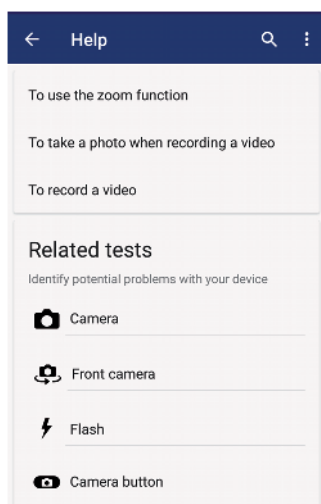 Help
To use the zoom function
To take a photo when recording a video
To record a video
Related tests
Identify potential problems with your device
Camera
Front camera
Flash
Camera button